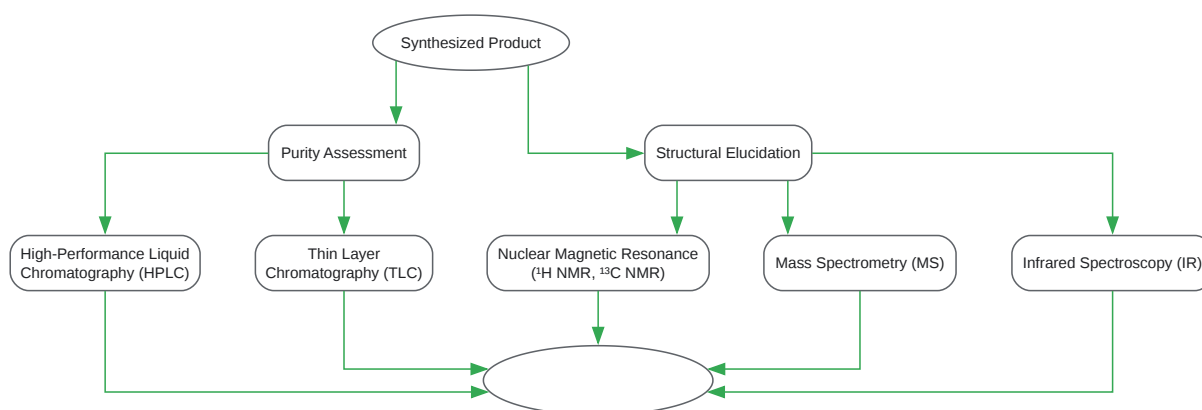 Synthesized Product
Purity Assessment
Structural Elucidation
High-Performance Liquid
Chromatography (HPLC)
Thin Layer
Chromatography (TLC)
Nuclear Magnetic Resonance
(¹H NMR, ¹³C NMR)
Mass Spectrometry (MS)
Infrared Spectroscopy (IR)